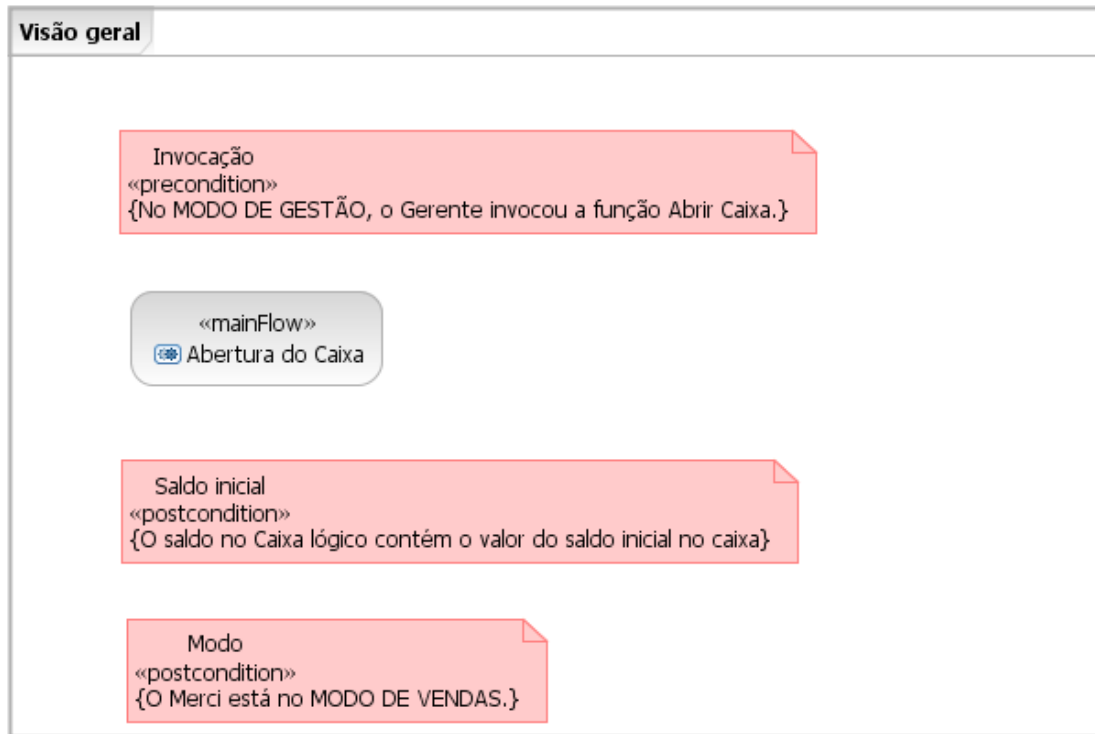 Visão geral
Invocação
«precondition»
{No MODO DE GESTÃO, o Gerente invocou a função Abrir Caixa.}
«mainFlow»
Abertura do Caixa
Saldo inicial
«postcondition»
{O saldo no Caixa lógico contém o valor do saldo inicial no caixa}
Modo
«postcondition»
{O Merci está no MODO DE VENDAS.}